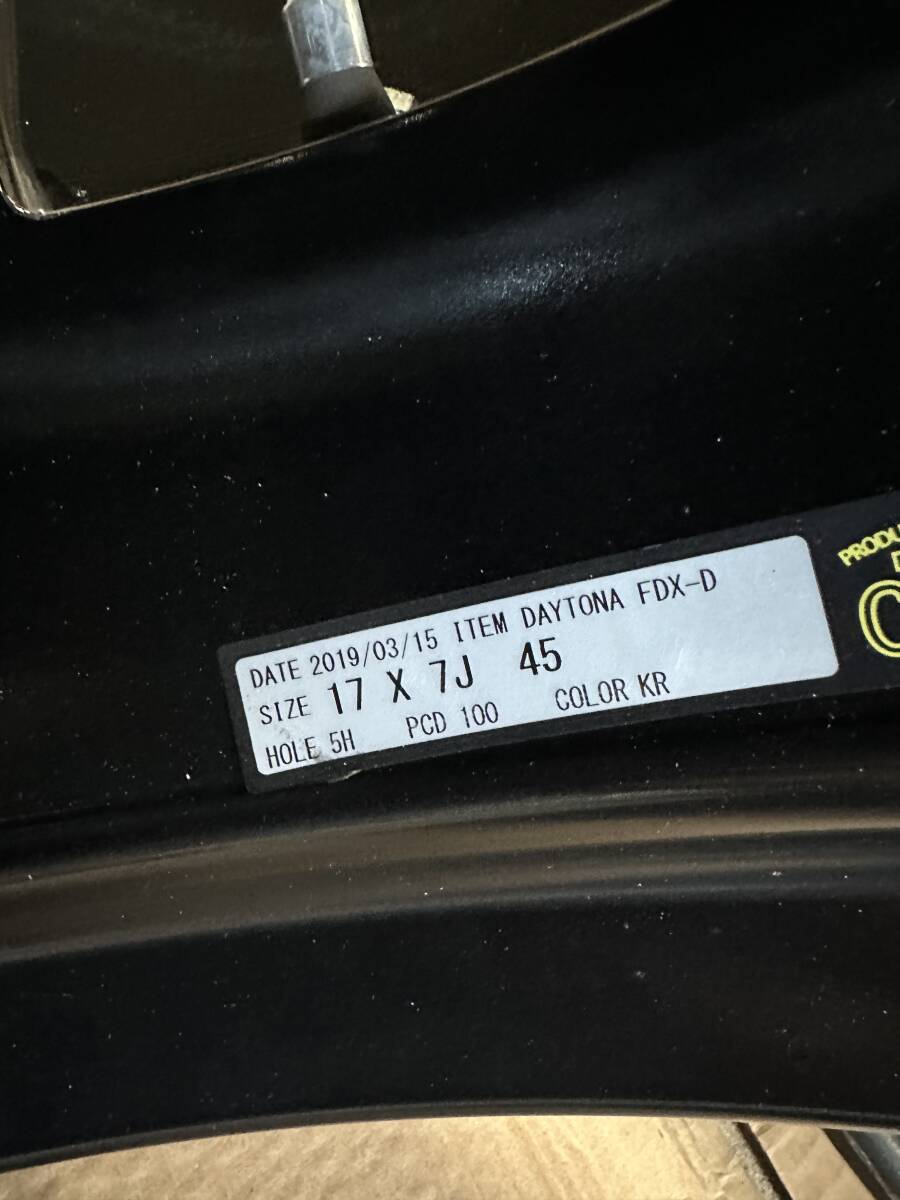 DATE 2019/03/15 ITEM DAYTONA FDX-D
SIZE 17 X 7J 45
HOLE 5H PCD 100 COLOR KR